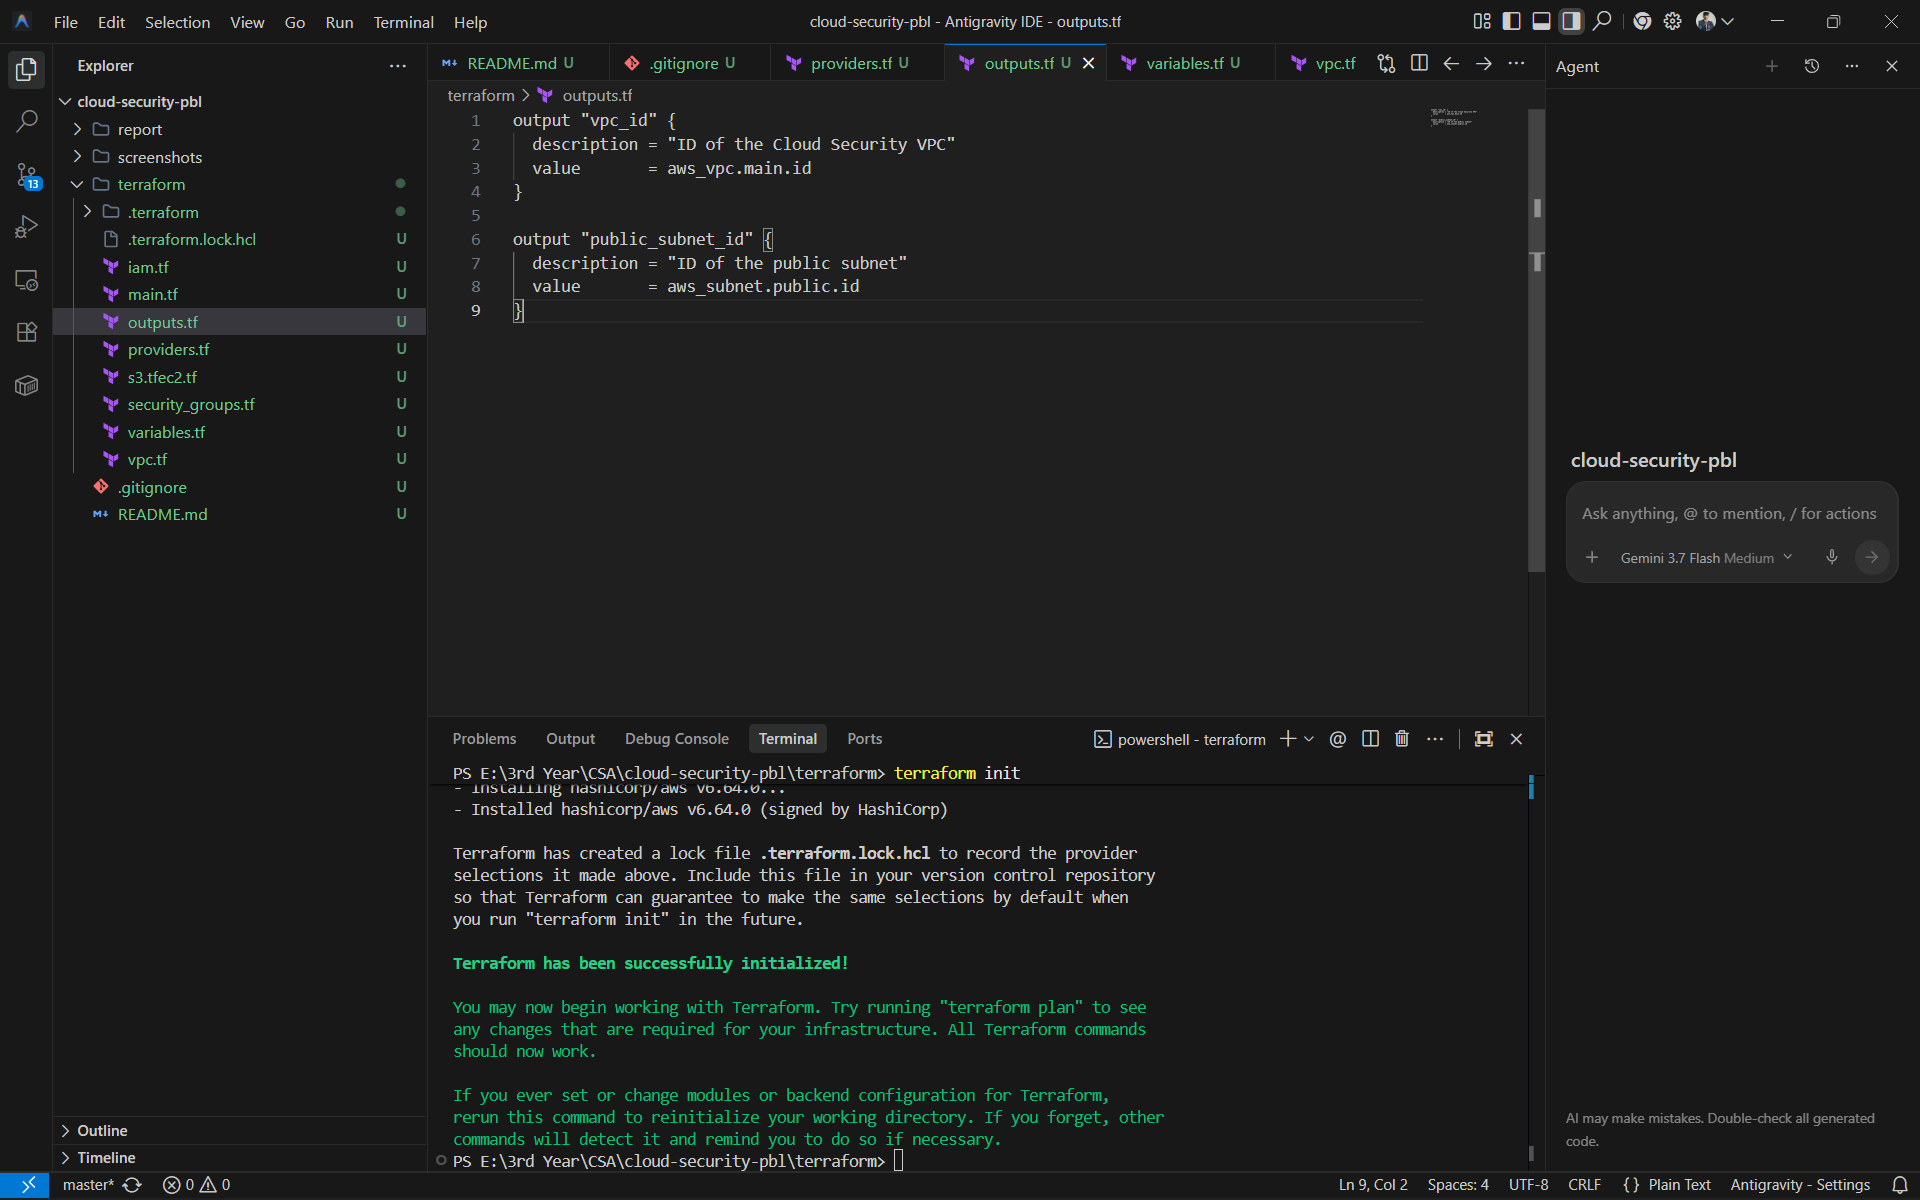 File Edit Selection View Go Run Terminal Help
cloud-security-pbl - Antigravity IDE - outputs.tf
Explorer
cloud-security-pbl
report
screenshots
terraform
.terraform
.terraform.lock.hcl U
iam.tf U
main.tf U
outputs.tf U
providers.tf U
s3.tfec2.tf U
security_groups.tf U
variables.tf U
vpc.tf U
.gitignore U
README.md U
13
Outline
Timeline
README.md U .gitignore U providers.tf U outputs.tf U variables.tf U vpc.tf
terraform > outputs.tf
1 output "vpc_id" {
2 description = "ID of the Cloud Security VPC"
3 value = aws_vpc.main.id
4 }
5
6 output "public_subnet_id" {
7 description = "ID of the public subnet"
8 value = aws_subnet.public.id
9 }
Problems Output Debug Console Terminal Ports
powershell - terraform
PS E:\3rd Year\CSA\cloud-security-pbl\terraform> terraform init
- Installing hashicorp/aws v6.64.0...
- Installed hashicorp/aws v6.64.0 (signed by HashiCorp)
Terraform has created a lock file .terraform.lock.hcl to record the provider
selections it made above. Include this file in your version control repository
so that Terraform can guarantee to make the same selections by default when
you run "terraform init" in the future.
Terraform has been successfully initialized!
You may now begin working with Terraform. Try running "terraform plan" to see
any changes that are required for your infrastructure. All Terraform commands
should now work.
If you ever set or change modules or backend configuration for Terraform,
rerun this command to reinitialize your working directory. If you forget, other
commands will detect it and remind you to do so if necessary.
PS E:\3rd Year\CSA\cloud-security-pbl\terraform>
Agent
cloud-security-pbl
Ask anything, @ to mention, / for actions
Gemini 3.7 Flash Medium
AI may make mistakes. Double-check all generated
code.
master* 0 0
Ln 9, Col 2 Spaces: 4 UTF-8 CRLF {} Plain Text Antigravity - Settings